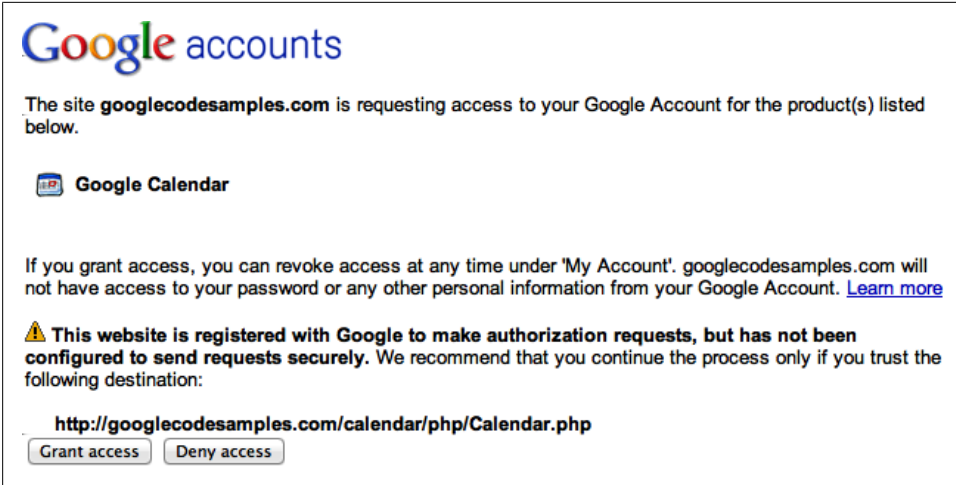 Google accounts
The site googlecodesamples.com is requesting access to your Google Account for the product(s) listed
below.
Google Calendar
If you grant access, you can revoke access at any time under 'My Account'. googlecodesamples.com will
not have access to your password or any other personal information from your Google Account. Learn more
This website is registered with Google to make authorization requests, but has not been
configured to send requests securely. We recommend that you continue the process only if you trust the
following destination:
http://googlecodesamples.com/calendar/php/Calendar.php
Grant access Deny access